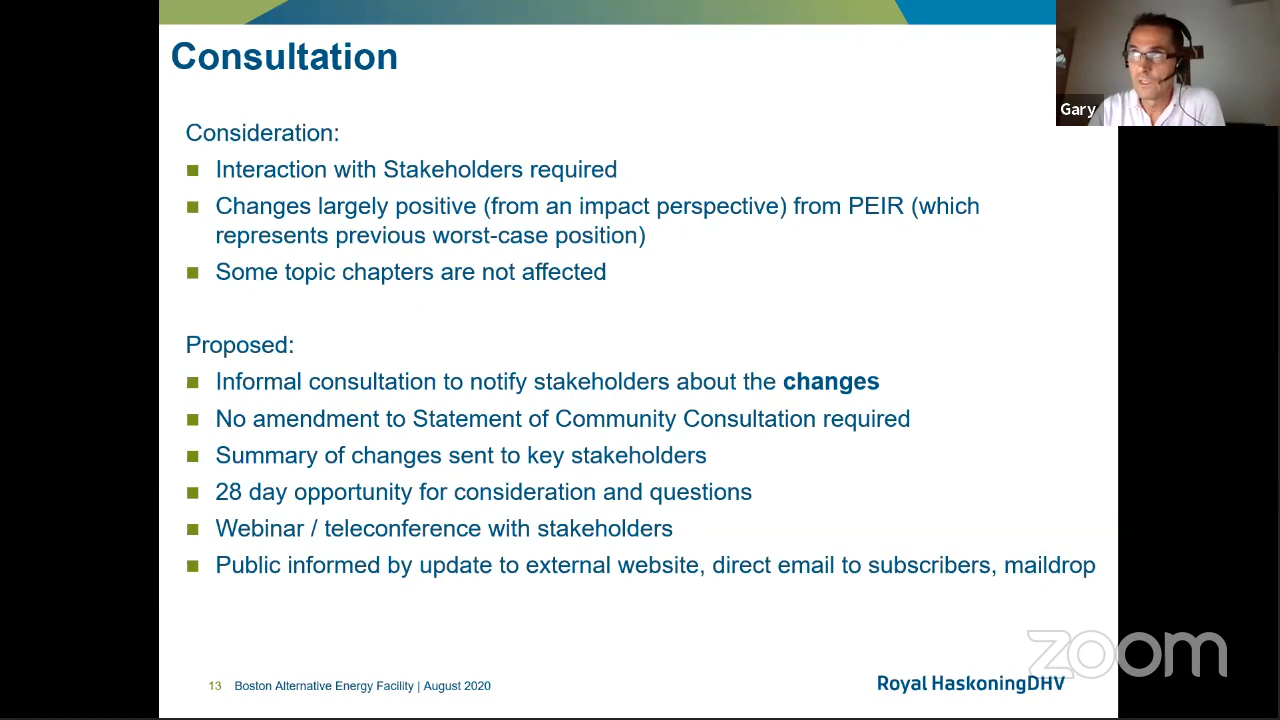 Consultation
Gary
Consideration:
Interaction with Stakeholders required
Changes largely positive (from an impact perspective) from PEIR (which
represents previous worst-case position)
Some topic chapters are not affected
Proposed:
Informal consultation to notify stakeholders about the changes
No amendment to Statement of Community Consultation required
Summary of changes sent to key stakeholders
28 day opportunity for consideration and questions
Webinar / teleconference with stakeholders
Public informed by update to external website, direct email to subscribers, maildrop
zoom
13 Boston Alternative Energy Facility | August 2020
Royal HaskoningDHV